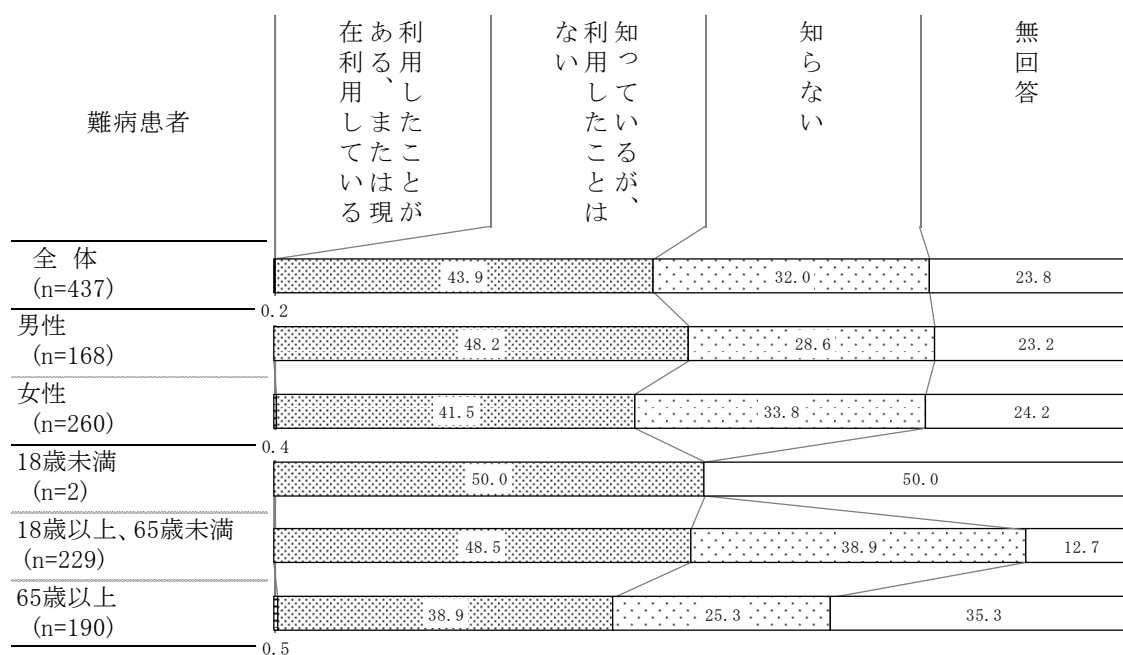 難病患者
利用したことが
ある、または現
在利用している
知っているが、
利用したことは
ない
知らない
無回答
全 体
(n=437)
43.9
32.0
23.8
0.2
男性
(n=168)
48.2
28.6
23.2
女性
(n=260)
41.5
33.8
24.2
0.4
18歳未満
(n=2)
50.0
50.0
18歳以上、65歳未満
(n=229)
48.5
38.9
12.7
65歳以上
(n=190)
38.9
25.3
35.3
0.5